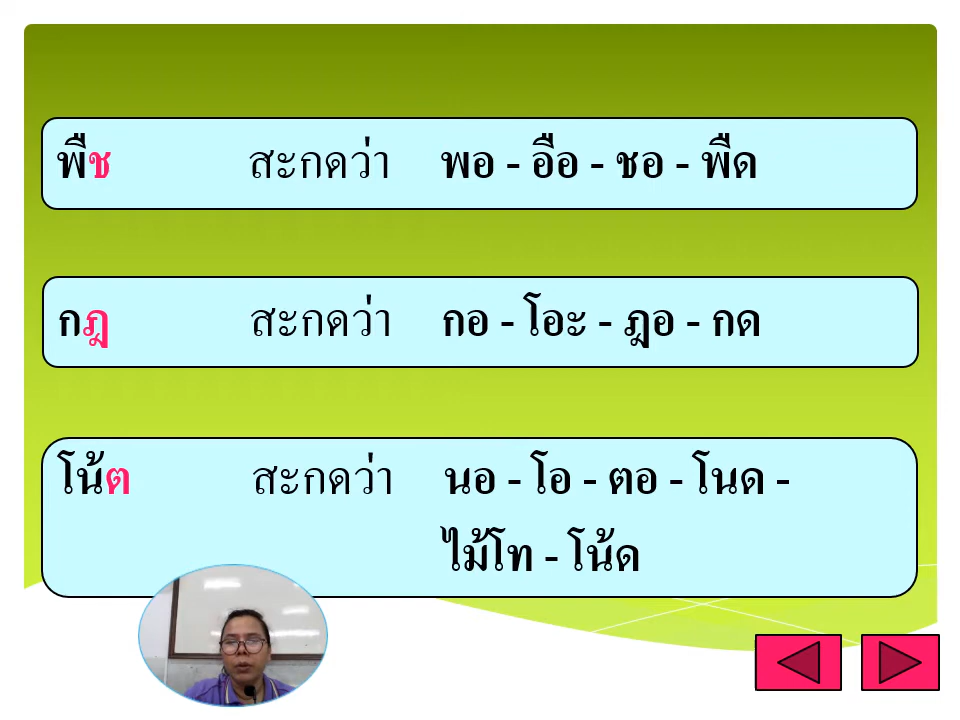 พืช สะกดว่า พอ - อือ - ชอ - พืด
กฎ สะกดว่า กอ - โอะ - ฎอ - กด
โน้ต สะกดว่า นอ - โอ - ตอ - โนด -
ไม้โท - โน้ด